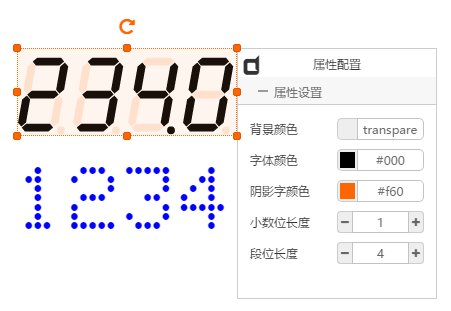 234.0
1234
属性配置
属性设置
背景颜色 transpare
字体颜色 #000
阴影字颜色 #f60
小数位长度 − 1 +
段位长度 − 4 +